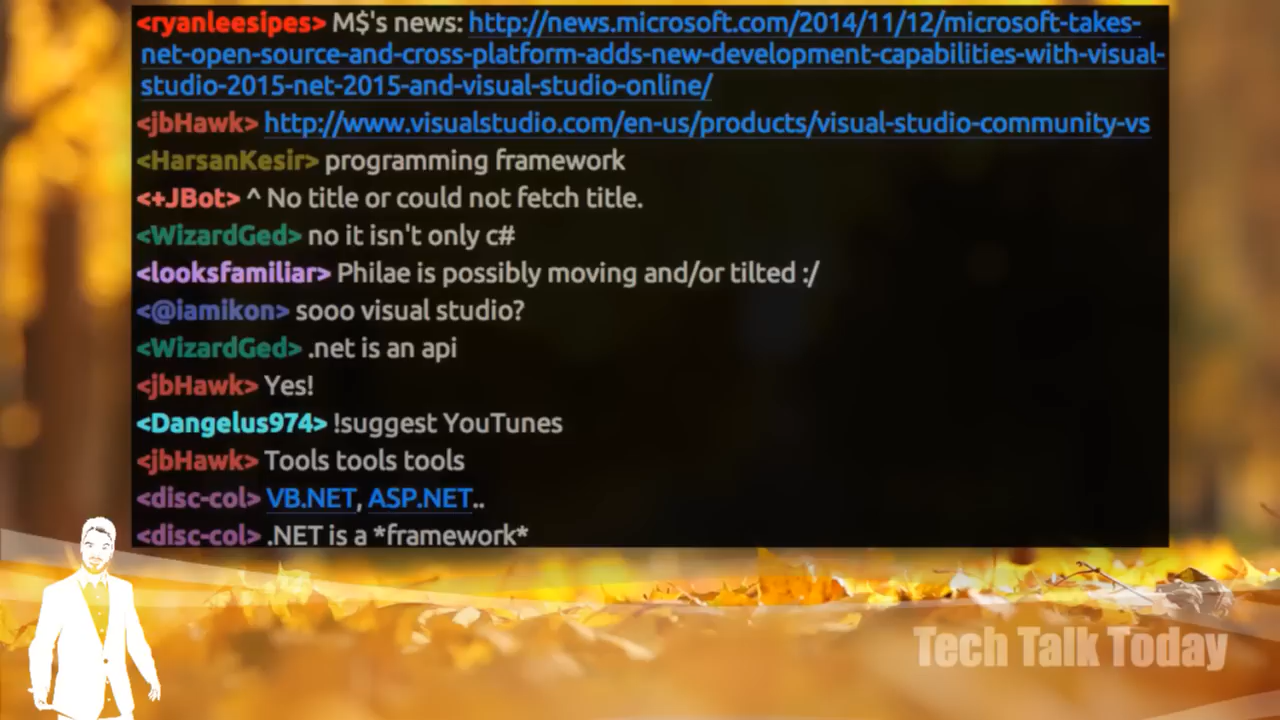 <ryanleesipes> M$'s news: http://news.microsoft.com/2014/11/12/microsoft-takes-
net-open-source-and-cross-platform-adds-new-development-capabilities-with-visual-
studio-2015-net-2015-and-visual-studio-online/
<jbHawk> http://www.visualstudio.com/en-us/products/visual-studio-community-vs
<HarsanKesir> programming framework
<+JBot> ^ No title or could not fetch title.
<WizardGed> no it isn't only c#
<looksfamiliar> Philae is possibly moving and/or tilted :/
<@iamikon> sooo visual studio?
<WizardGed> .net is an api
<jbHawk> Yes!
<Dangelus974> !suggest YouTunes
<jbHawk> Tools tools tools
<disc-col> VB.NET, ASP.NET..
<disc-col> .NET is a *framework*
Tech Talk Today